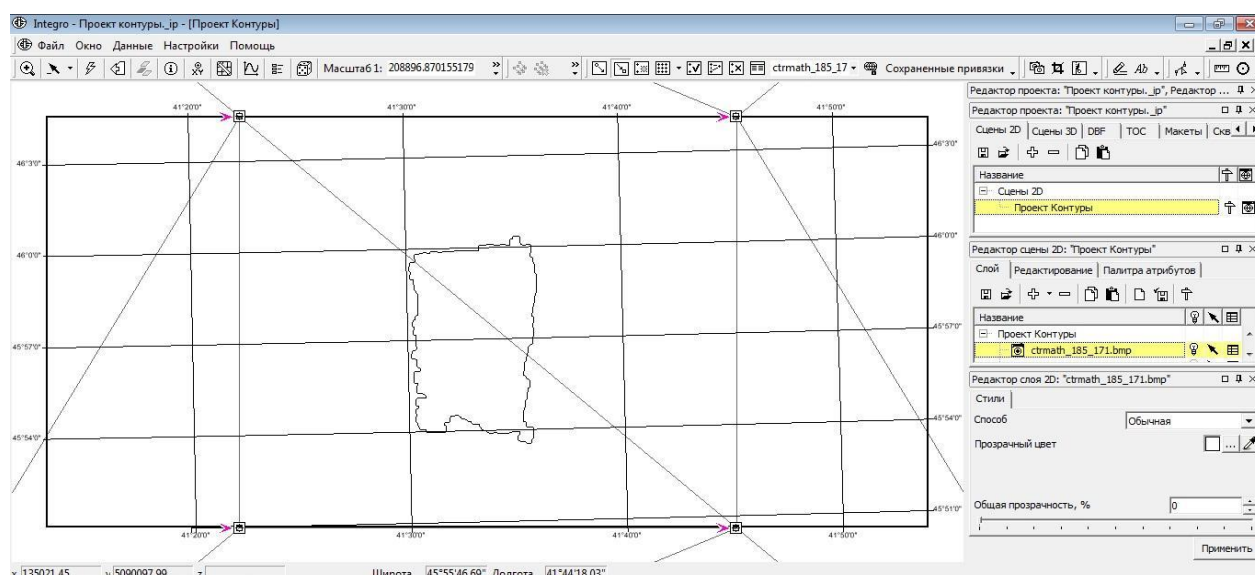 Integro - Проект контуры._ip - [Проект Контуры]
Файл Окно Данные Настройки Помощь
Масштаб 1: 208896.870155179
ctrmath_185_17
Сохраненные привязки
Ab
Редактор проекта: "Проект контуры._ip", Редактор ...
Редактор проекта: "Проект контуры._ip"
Сцены 2D Сцены 3D DBF TOC Макеты Скв
Название
Сцены 2D
Проект Контуры
Редактор сцены 2D: "Проект Контуры"
Слой Редактирование Палитра атрибутов
Название
Проект Контуры
ctrmath_185_171.bmp
Редактор слоя 2D: "ctrmath_185_171.bmp"
Стили
Способ Обычная
Прозрачный цвет ...
Общая прозрачность, % 0
Применить
41°20'0" 41°30'0" 41°40'0" 41°50'0"
46°3'0" 46°3'0"
46°0'0" 46°0'0"
45°57'0" 45°57'0"
45°54'0" 45°54'0"
45°51'0"
41°20'0" 41°30'0" 41°40'0" 41°50'0"
x 135021.45 y 5090097.99 z Широта 45°55'46.69" Долгота 41°44'18.03"